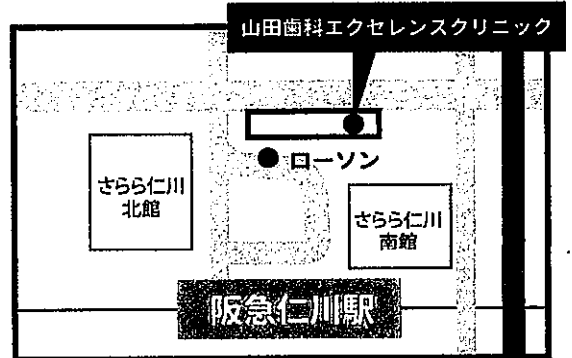 山田歯科エクセレンスクリニック
ローソン
さらら仁川
北館
さらら仁川
南館
阪急仁川駅